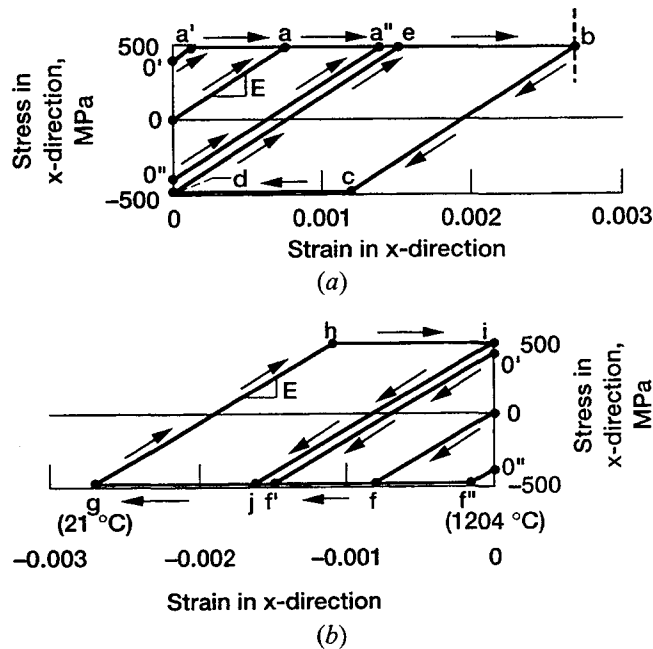 a' a a" e b
500
0'
E
0
0"
d
c
-500
Stress in
x-direction,
MPa
0 0.001 0.002 0.003
Strain in x-direction
(a)
h i
500
0'
E
0
0"
-500
Stress in
x-direction,
MPa
g j f' f f"
(21 °C) (1204 °C)
-0.003 -0.002 -0.001 0
Strain in x-direction
(b)